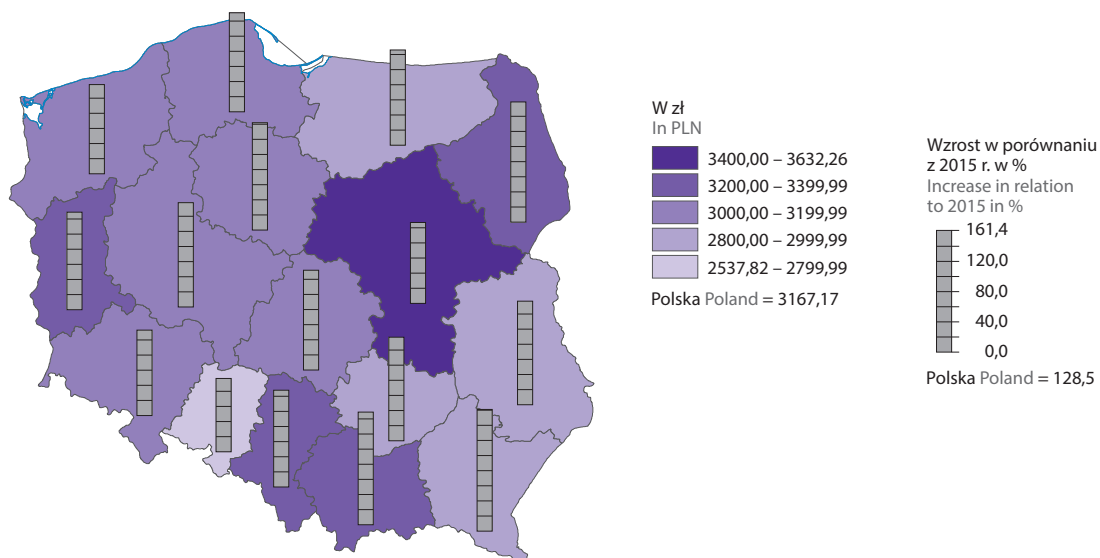 W zł
In PLN
3400,00 – 3632,26
3200,00 – 3399,99
3000,00 – 3199,99
2800,00 – 2999,99
2537,82 – 2799,99
Polska Poland = 3167,17
Wzrost w porównaniu
z 2015 r. w %
Increase in relation
to 2015 in %
161,4
120,0
80,0
40,0
0,0
Polska Poland = 128,5